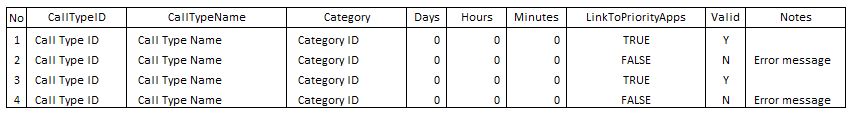 No CallTypeID CallTypeName Category Days Hours Minutes LinkToPriorityApps Valid Notes
1 Call Type ID Call Type Name Category ID 0 0 0 TRUE Y
2 Call Type ID Call Type Name Category ID 0 0 0 FALSE N Error message
3 Call Type ID Call Type Name Category ID 0 0 0 TRUE Y
4 Call Type ID Call Type Name Category ID 0 0 0 FALSE N Error message